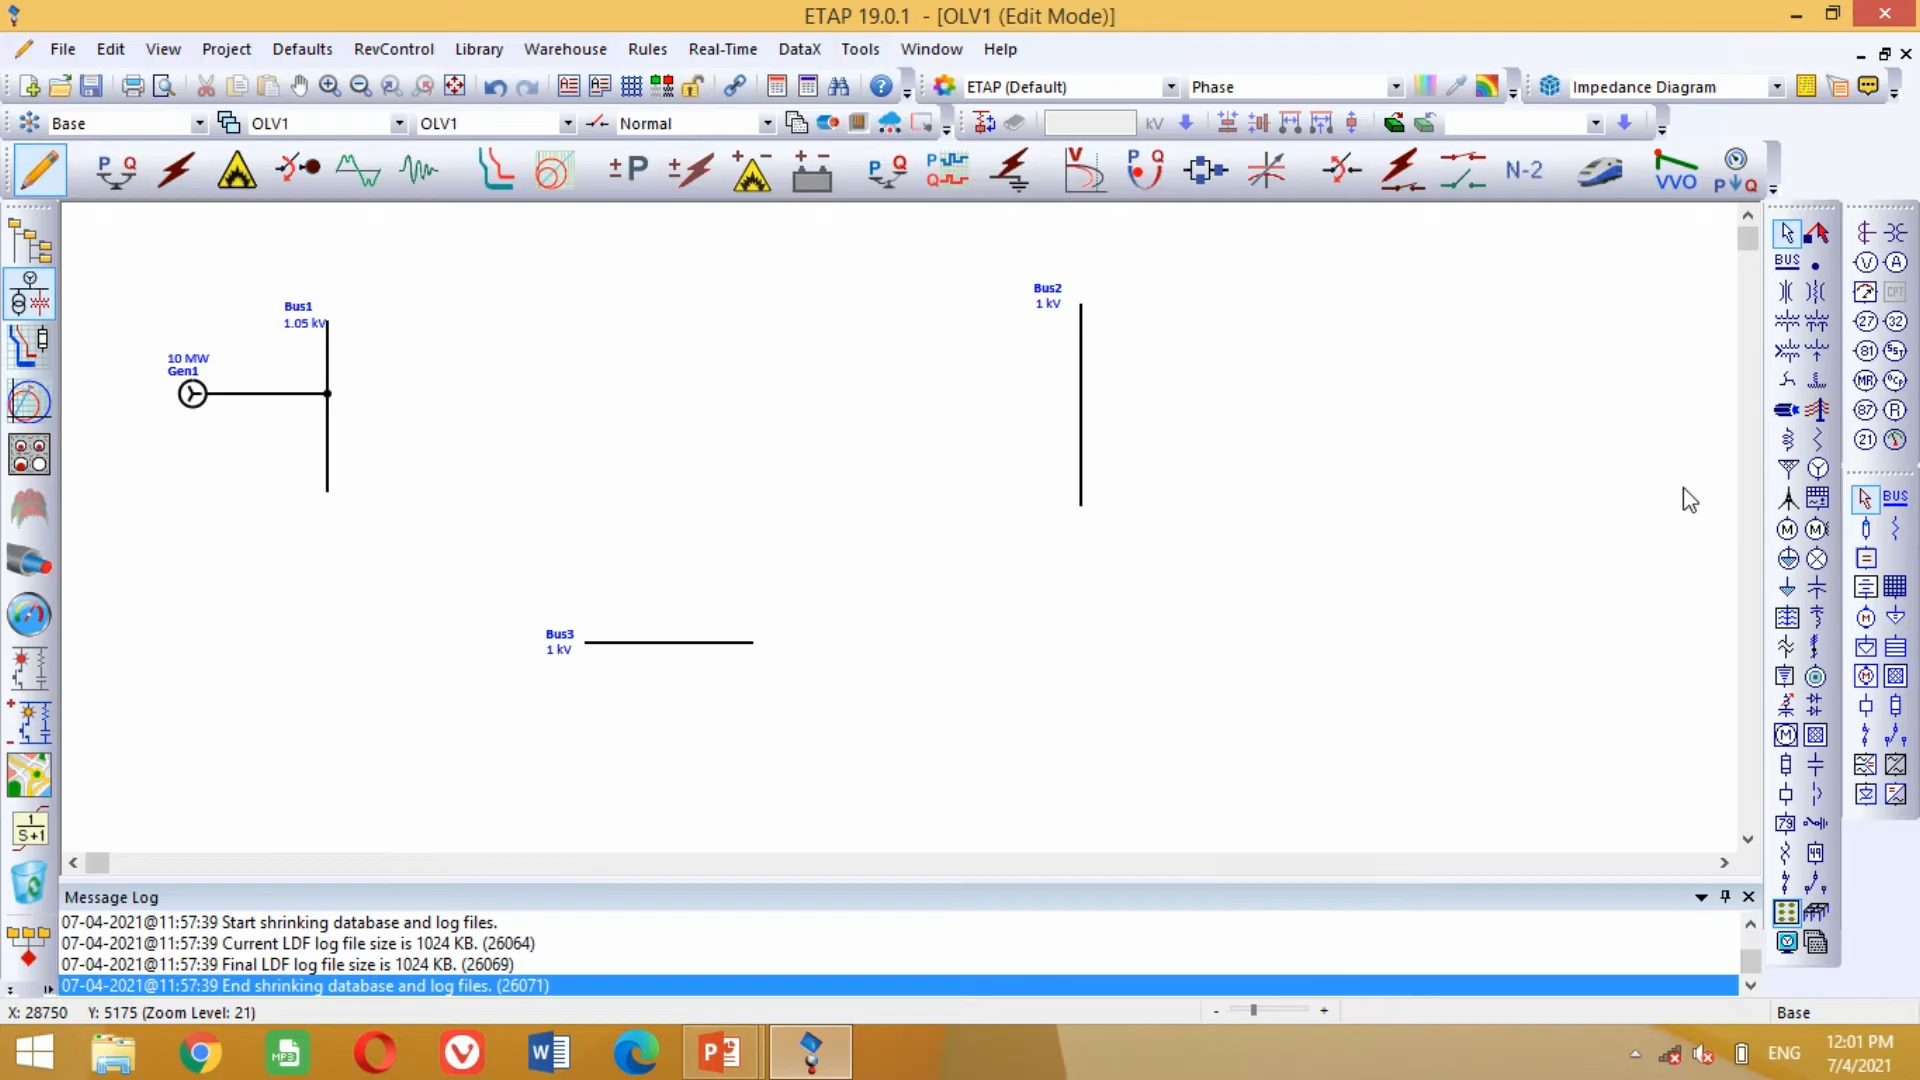 ETAP 19.0.1 - [OLV1 (Edit Mode)]
File Edit View Project Defaults RevControl Library Warehouse Rules Real-Time DataX Tools Window Help
ETAP (Default) Phase Impedance Diagram
Base OLV1 OLV1 Normal kV
P Q ± P P Q P Q V P Q N-2 VVO P Q
BUS
Bus1
1.05 kV
10 MW
Gen1
Bus2
1 kV
Bus3
1 kV
Message Log
07-04-2021@11:57:39 Start shrinking database and log files.
07-04-2021@11:57:39 Current LDF log file size is 1024 KB. (26064)
07-04-2021@11:57:39 Final LDF log file size is 1024 KB. (26069)
07-04-2021@11:57:39 End shrinking database and log files. (26071)
X: 28750 Y: 5175 (Zoom Level: 21)
- +
Base
MP3
ENG
12:01 PM
7/4/2021